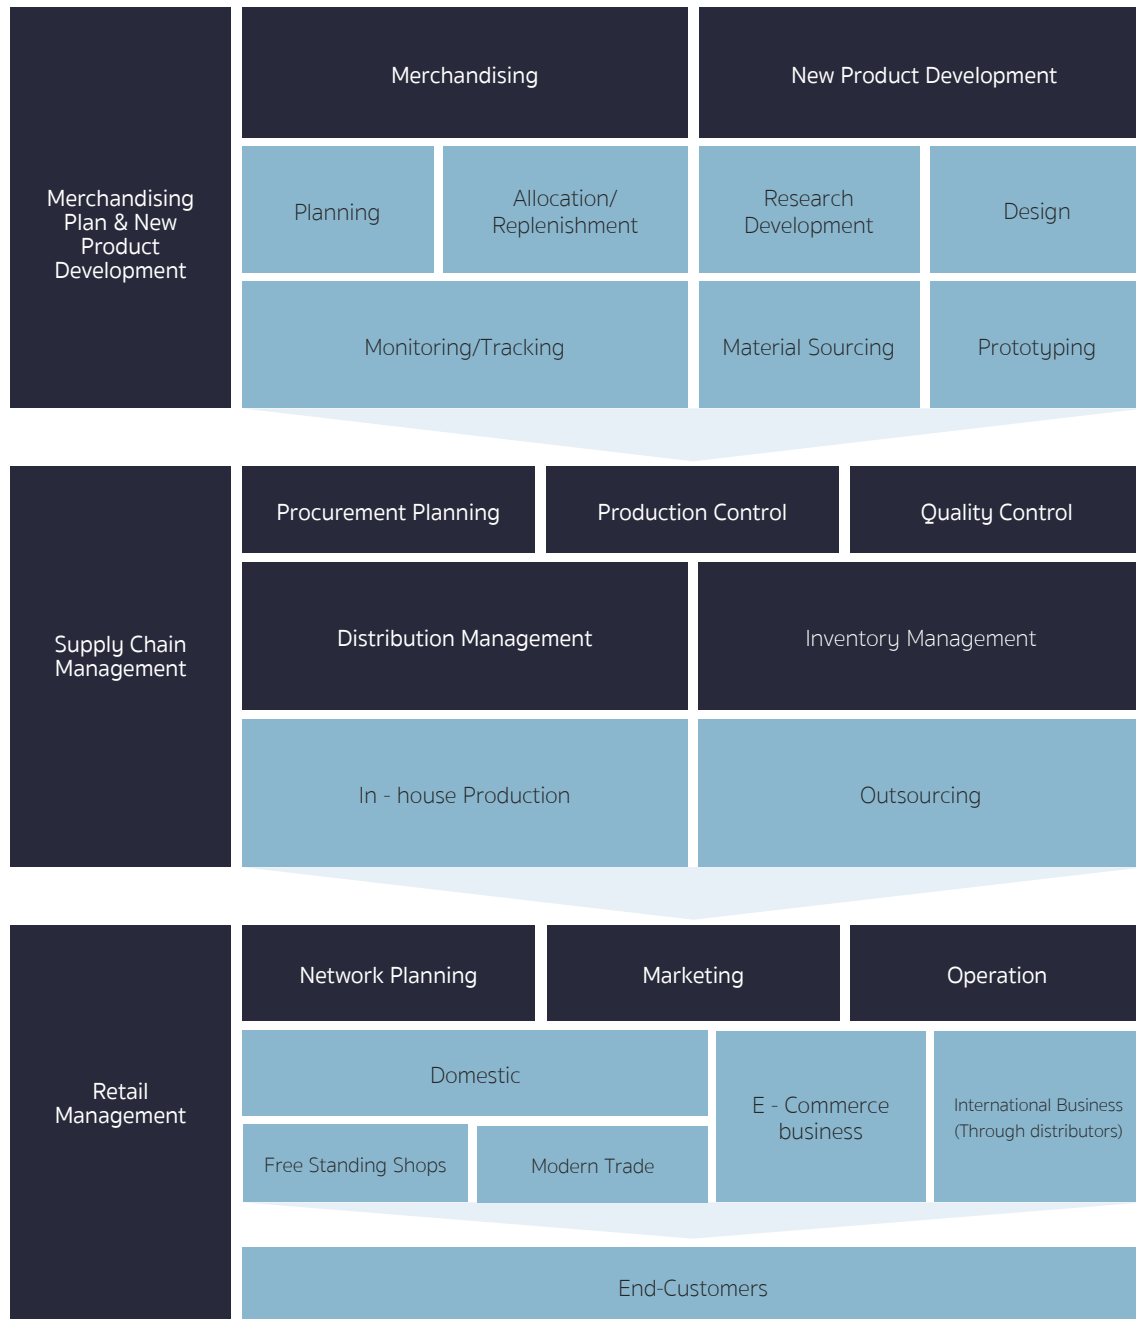 Merchandising
Plan & New
Product
Development
Merchandising
New Product Development
Planning
Allocation/
Replenishment
Research
Development
Design
Monitoring/Tracking
Material Sourcing
Prototyping
Supply Chain
Management
Procurement Planning
Production Control
Quality Control
Distribution Management
Inventory Management
In - house Production
Outsourcing
Retail
Management
Network Planning
Marketing
Operation
Domestic
E - Commerce
business
International Business
(Through distributors)
Free Standing Shops
Modern Trade
End-Customers